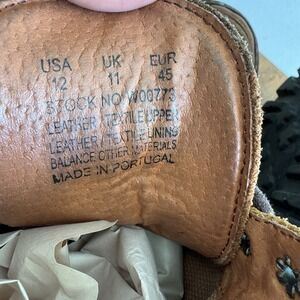 USA UK EUR
12 11 45
STOCK NO W00773
LEATHER / TEXTILE UPPER
LEATHER / TEXTILE LINING
BALANCE OTHER MATERIALS
MADE IN PORTUGAL